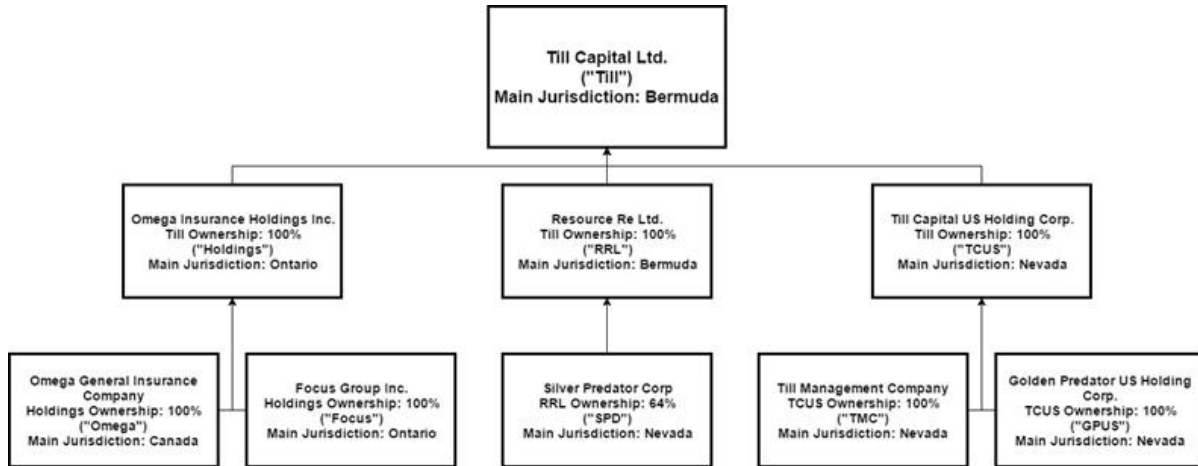 Till Capital Ltd.
("Till")
Main Jurisdiction: Bermuda
Omega Insurance Holdings Inc.
Till Ownership: 100%
("Holdings")
Main Jurisdiction: Ontario
Resource Re Ltd.
Till Ownership: 100%
("RRL")
Main Jurisdiction: Bermuda
Till Capital US Holding Corp.
Till Ownership: 100%
("TCUS")
Main Jurisdiction: Nevada
Omega General Insurance
Company
Holdings Ownership: 100%
("Omega")
Main Jurisdiction: Canada
Focus Group Inc.
Holdings Ownership: 100%
("Focus")
Main Jurisdiction: Ontario
Silver Predator Corp
RRL Ownership: 64%
("SPD")
Main Jurisdiction: Nevada
Till Management Company
TCUS Ownership: 100%
("TMC")
Main Jurisdiction: Nevada
Golden Predator US Holding
Corp.
TCUS Ownership: 100%
("GPUS")
Main Jurisdiction: Nevada